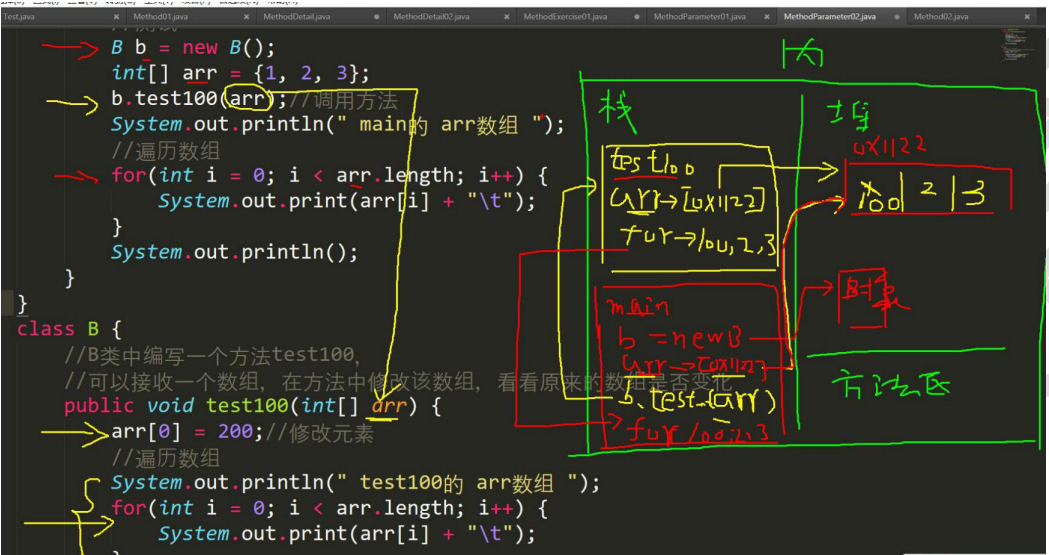 Test.java Method01.java MethodDetail.java MethodDetail02.java MethodExercise01.java MethodParameter01.java MethodParameter02.java Method02.java
B b = new B();
int[] arr = {1, 2, 3};
b.test100(arr);//调用方法
System.out.println(" main的 arr数组 ");
//遍历数组
for(int i = 0; i < arr.length; i++) {
System.out.print(arr[i] + "\t");
}
System.out.println();
}
}
class B {
//B类中编写一个方法test100,
//可以接收一个数组, 在方法中修改该数组, 看看原来的数组是否变化
public void test100(int[] arr) {
arr[0] = 200;//修改元素
//遍历数组
System.out.println(" test100的 arr数组 ");
for(int i = 0; i < arr.length; i++) {
System.out.print(arr[i] + "\t");
栈
test100
arr→[0x1122]
for→100,2,3
main
b =new B
arr→[0x1122]
b.test(arr)
for 100,2,3
堆
0x1122
100 2 3
方法区